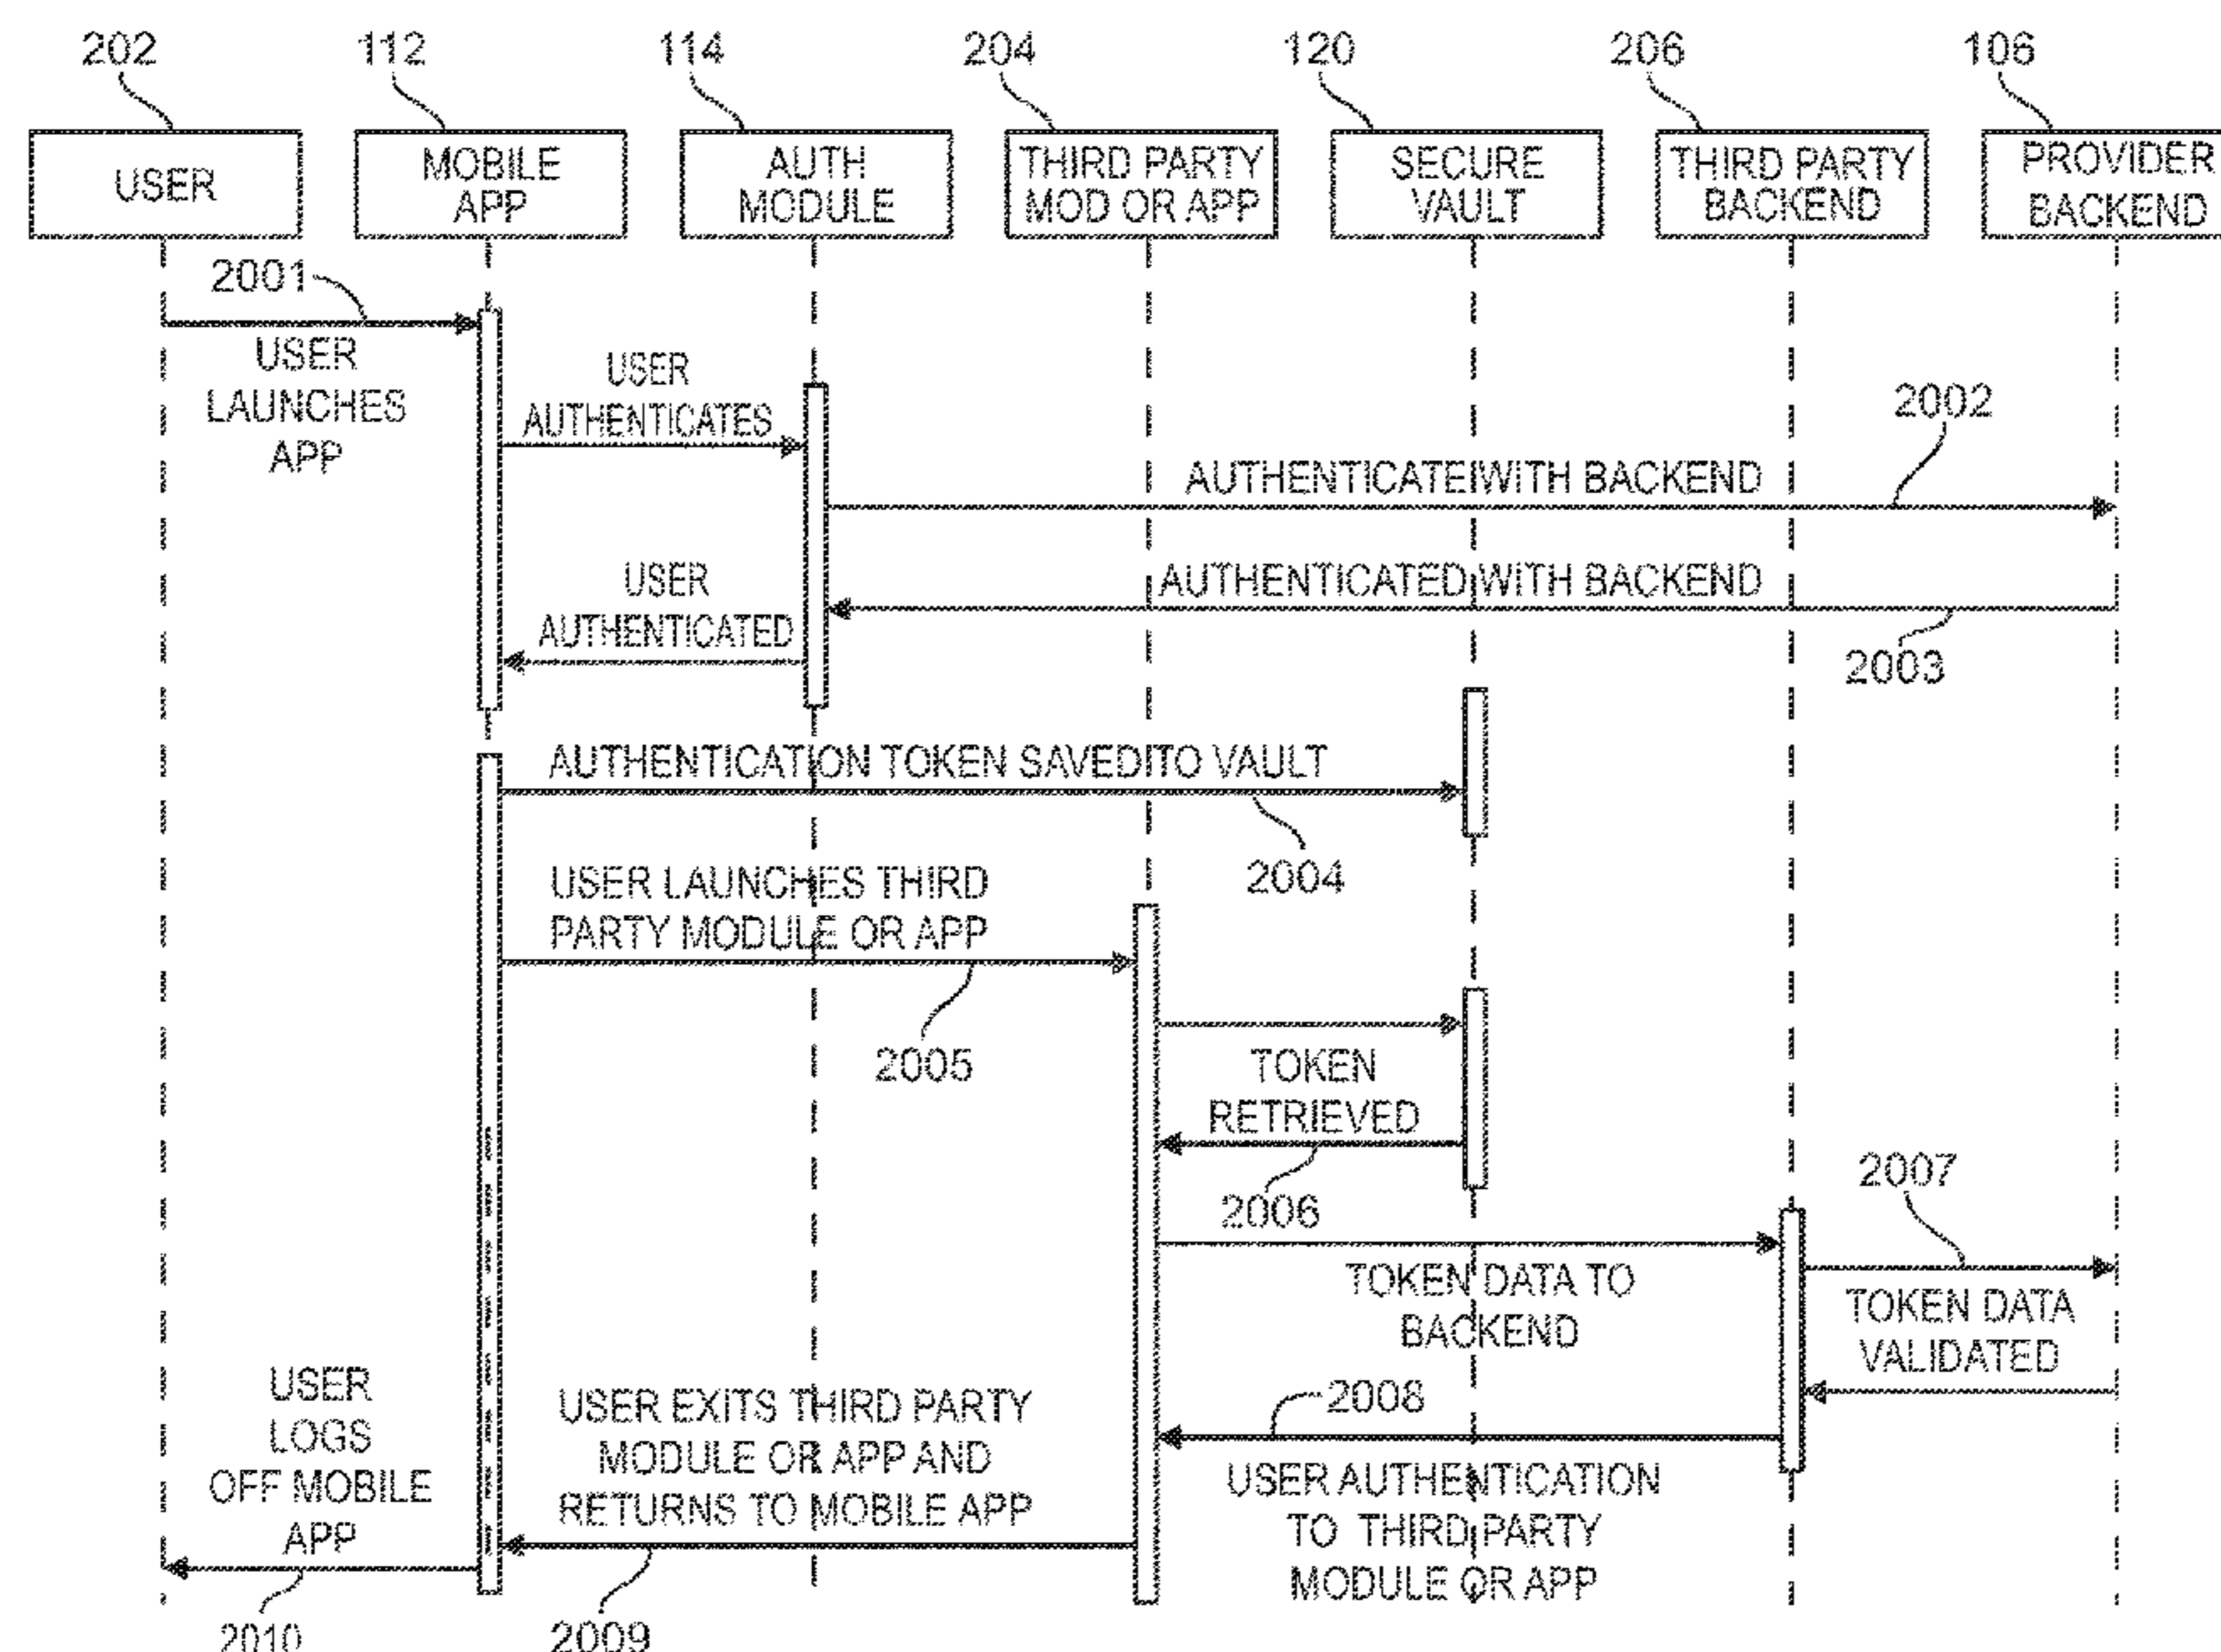 202
112
114
204
120
206
106
USER
MOBILE
APP
AUTH
MODULE
THIRD PARTY
MOD OR APP
SECURE
VAULT
THIRD PARTY
BACKEND
PROVIDER
BACKEND
2001
USER
LAUNCHES
APP
USER
AUTHENTICATES
2002
AUTHENTICATE WITH BACKEND
AUTHENTICATED WITH BACKEND
2003
USER
AUTHENTICATED
AUTHENTICATION TOKEN SAVED TO VAULT
2004
USER LAUNCHES THIRD
PARTY MODULE OR APP
2005
TOKEN
RETRIEVED
2006
TOKEN DATA TO
BACKEND
2007
TOKEN DATA
VALIDATED
2008
USER AUTHENTICATION
TO THIRD PARTY
MODULE OR APP
USER EXITS THIRD PARTY
MODULE OR APP AND
RETURNS TO MOBILE APP
2009
USER
LOGS
OFF MOBILE
APP
2010